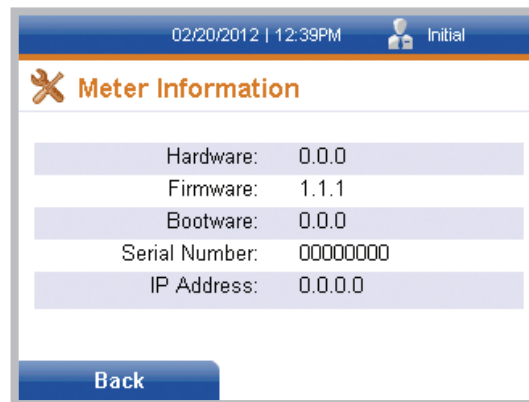 02/20/2012 | 12:39PM Initial
Meter Information
Hardware: 0.0.0
Firmware: 1.1.1
Bootware: 0.0.0
Serial Number: 00000000
IP Address: 0.0.0.0
Back